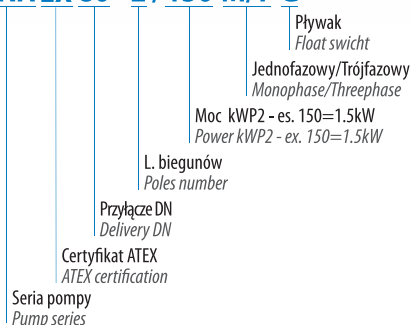 Pływak
Float swicht
Jednofazowy/Trójfazowy
Monophase/Threephase
Moc kWP2 - es. 150=1.5kW
Power kWP2 - ex. 150=1.5kW
L. biegunów
Poles number
Przyłącze DN
Delivery DN
Certyfikat ATEX
ATEX certification
Seria pompy
Pump series